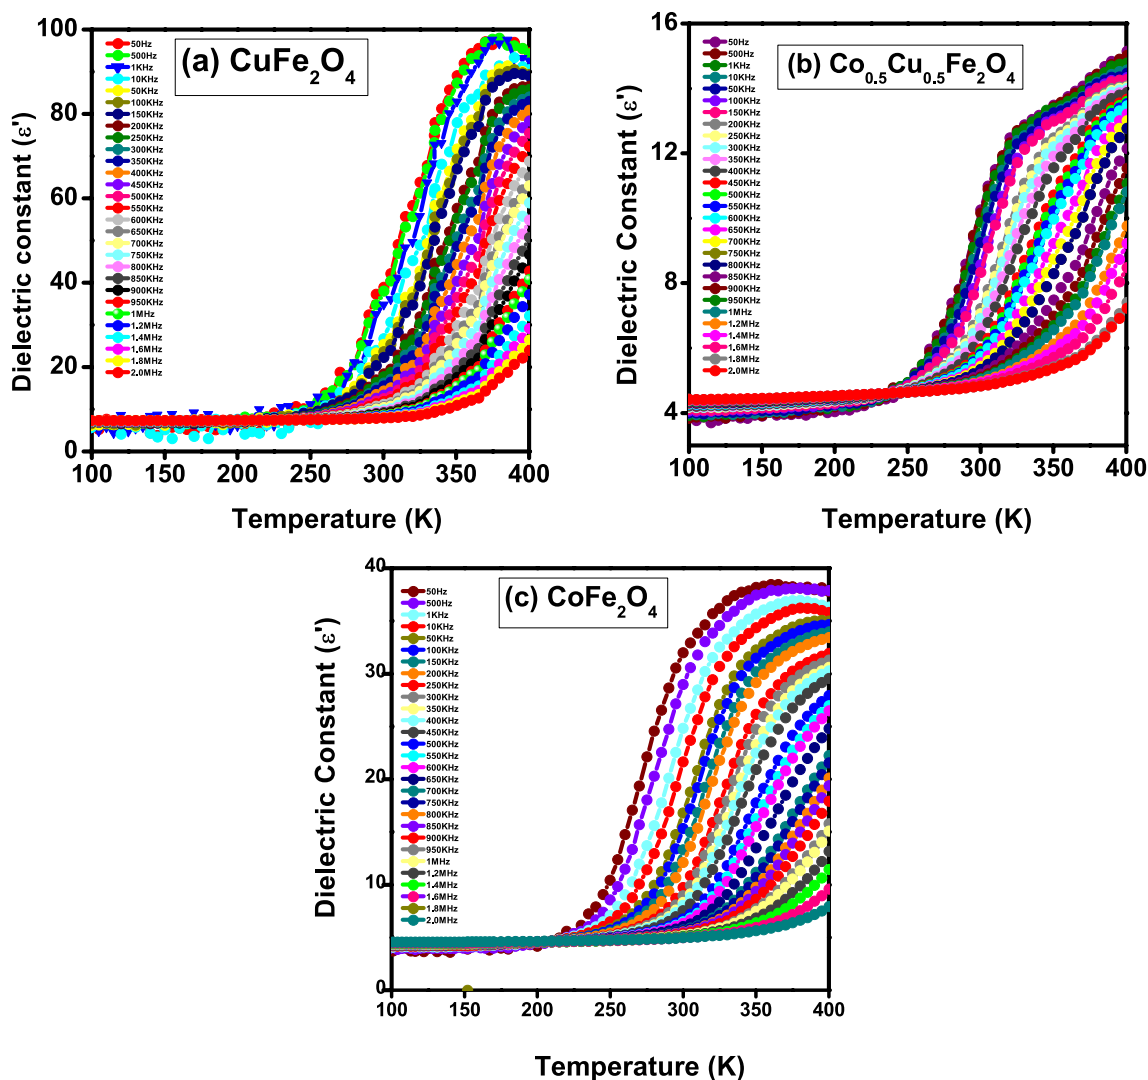 (a) CuFe2O4
50Hz
500Hz
1KHz
10KHz
50KHz
100KHz
150KHz
200KHz
250KHz
300KHz
350KHz
400KHz
450KHz
500KHz
550KHz
600KHz
650KHz
700KHz
750KHz
800KHz
850KHz
900KHz
950KHz
1MHz
1.2MHz
1.4MHz
1.6MHz
1.8MHz
2.0MHz
100
80
60
40
20
0
Dielectric constant (ε')
100 150 200 250 300 350 400
Temperature (K)
(b) Co0.5Cu0.5Fe2O4
50Hz
500Hz
1KHz
10KHz
50KHz
100KHz
150KHz
200KHz
250KHz
300KHz
350KHz
400KHz
450KHz
500KHz
550KHz
600KHz
650KHz
700KHz
750KHz
800KHz
850KHz
900KHz
950KHz
1MHz
1.2MHz
1.4MHz
1.6MHz
1.8MHz
2.0MHz
16
12
8
4
Dielectric Constant (ε')
100 150 200 250 300 350 400
Temperature (K)
(c) CoFe2O4
50Hz
500Hz
1KHz
10KHz
50KHz
100KHz
150KHz
200KHz
250KHz
300KHz
350KHz
400KHz
450KHz
500KHz
550KHz
600KHz
650KHz
700KHz
750KHz
800KHz
850KHz
900KHz
950KHz
1MHz
1.2MHz
1.4MHz
1.6MHz
1.8MHz
2.0MHz
40
30
20
10
0
Dielectric Constant (ε')
100 150 200 250 300 350 400
Temperature (K)